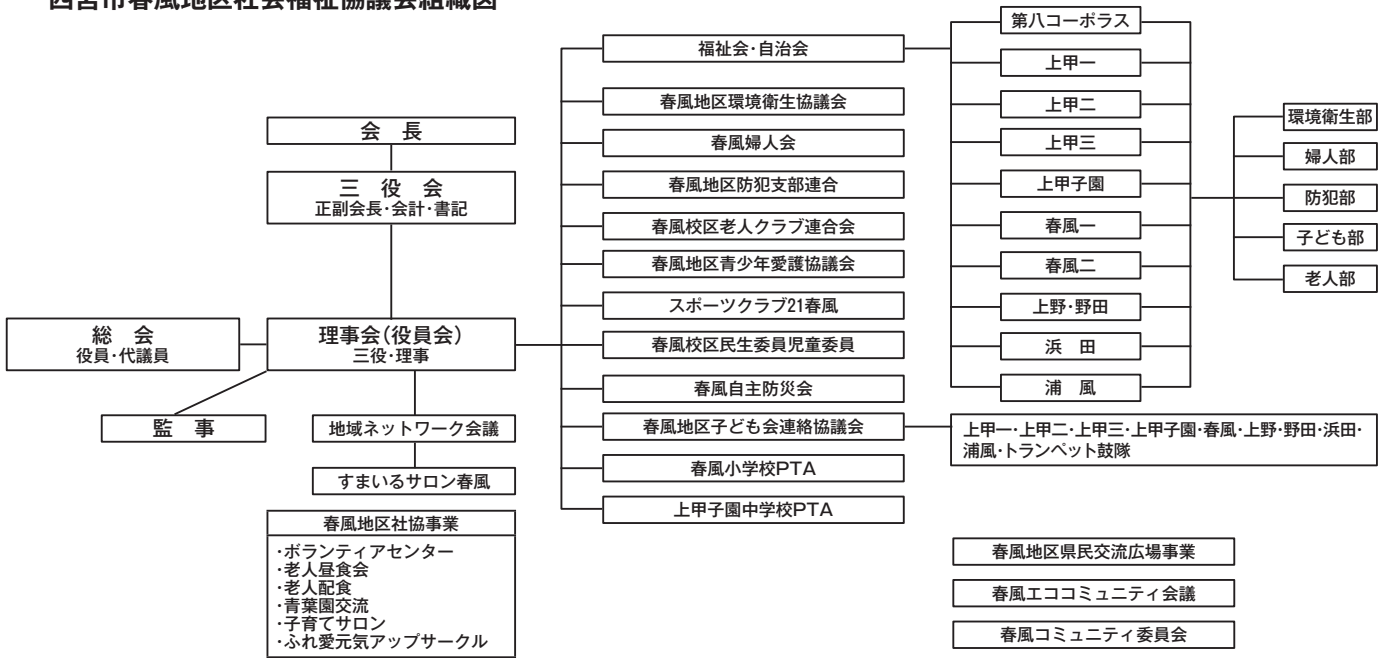 西宮市春風地区社会福祉協議会組織図
会　長
三　役　会
正副会長・会計・書記
総　会
役員・代議員
理事会(役員会)
三役・理事
監　事
地域ネットワーク会議
すまいるサロン春風
春風地区社協事業
・ボランティアセンター
・老人昼食会
・老人配食
・青葉園交流
・子育てサロン
・ふれ愛元気アップサークル
福祉会・自治会
春風地区環境衛生協議会
春風婦人会
春風地区防犯支部連合
春風校区老人クラブ連合会
春風地区青少年愛護協議会
スポーツクラブ21春風
春風校区民生委員児童委員
春風自主防災会
春風地区子ども会連絡協議会
春風小学校PTA
上甲子園中学校PTA
第八コーポラス
上甲一
上甲二
上甲三
上甲子園
春風一
春風二
上野・野田
浜　田
浦　風
環境衛生部
婦人部
防犯部
子ども部
老人部
上甲一・上甲二・上甲三・上甲子園・春風・上野・野田・浜田・
浦風・トランペット鼓隊
春風地区県民交流広場事業
春風エココミュニティ会議
春風コミュニティ委員会